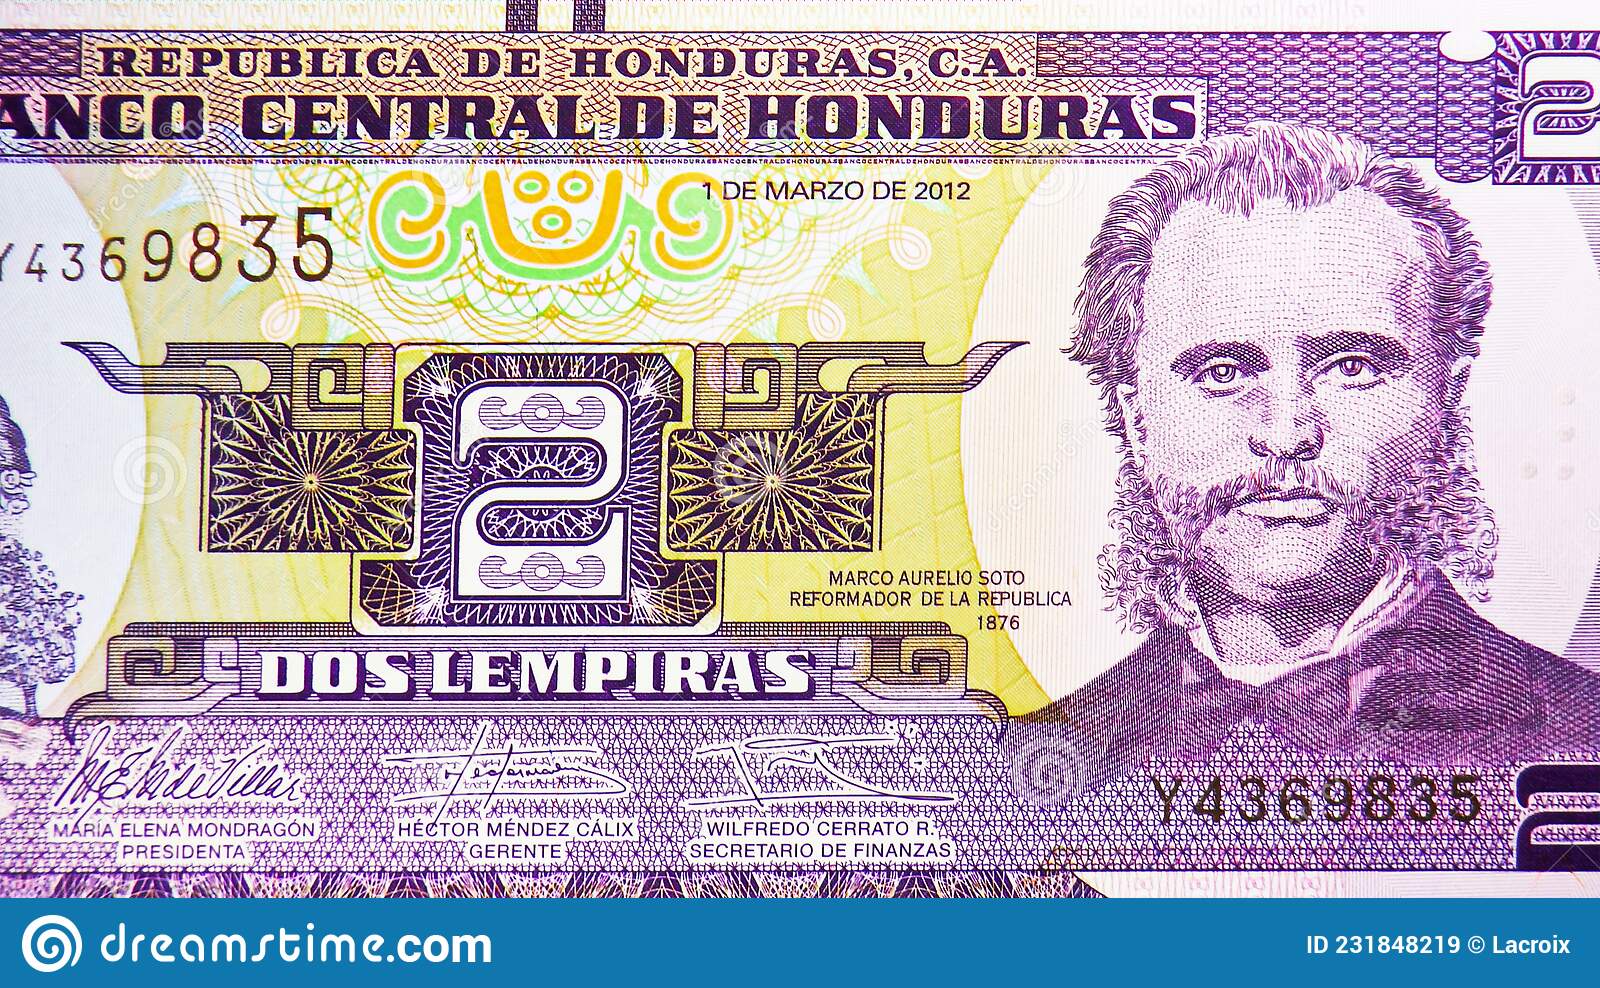 REPUBLICA DE HONDURAS, C.A.
ANCO CENTRAL DE HONDURAS
1 DE MARZO DE 2012
Y4369835
2
2
MARCO AURELIO SOTO
REFORMADOR DE LA REPUBLICA
1876
DOS LEMPIRAS
Y4369835
MARÍA ELENA MONDRAGÓN
PRESIDENTA
HÉCTOR MÉNDEZ CÁLIX
GERENTE
WILFREDO CERRATO R.
SECRETARIO DE FINANZAS
dreamstime.com
ID 231848219 © Lacroix